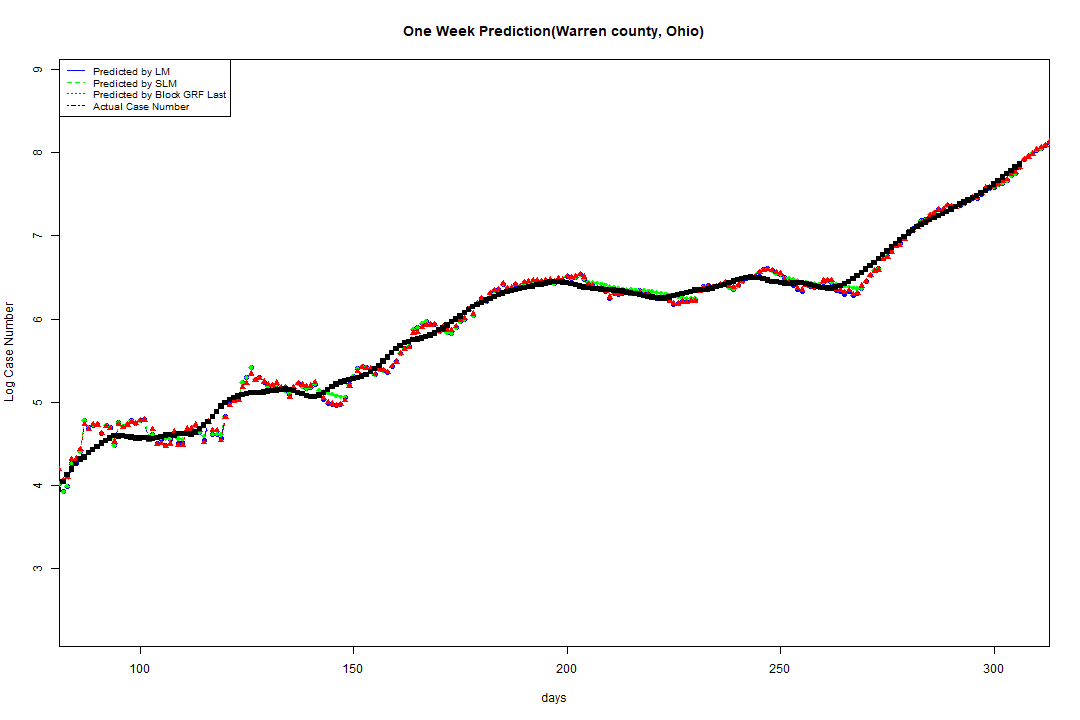 One Week Prediction(Warren county, Ohio)
Predicted by LM
Predicted by SLM
Predicted by Block GRF Last
Actual Case Number
9
8
7
6
5
4
3
Log Case Number
100 150 200 250 300
days